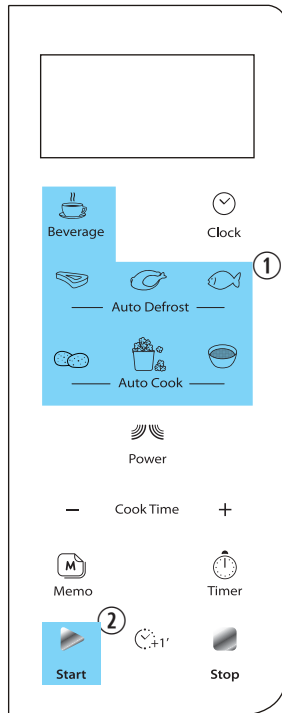 Beverage Clock
①
Auto Defrost
Auto Cook
Power
− Cook Time +
M
Memo Timer
②
+1′
Start Stop